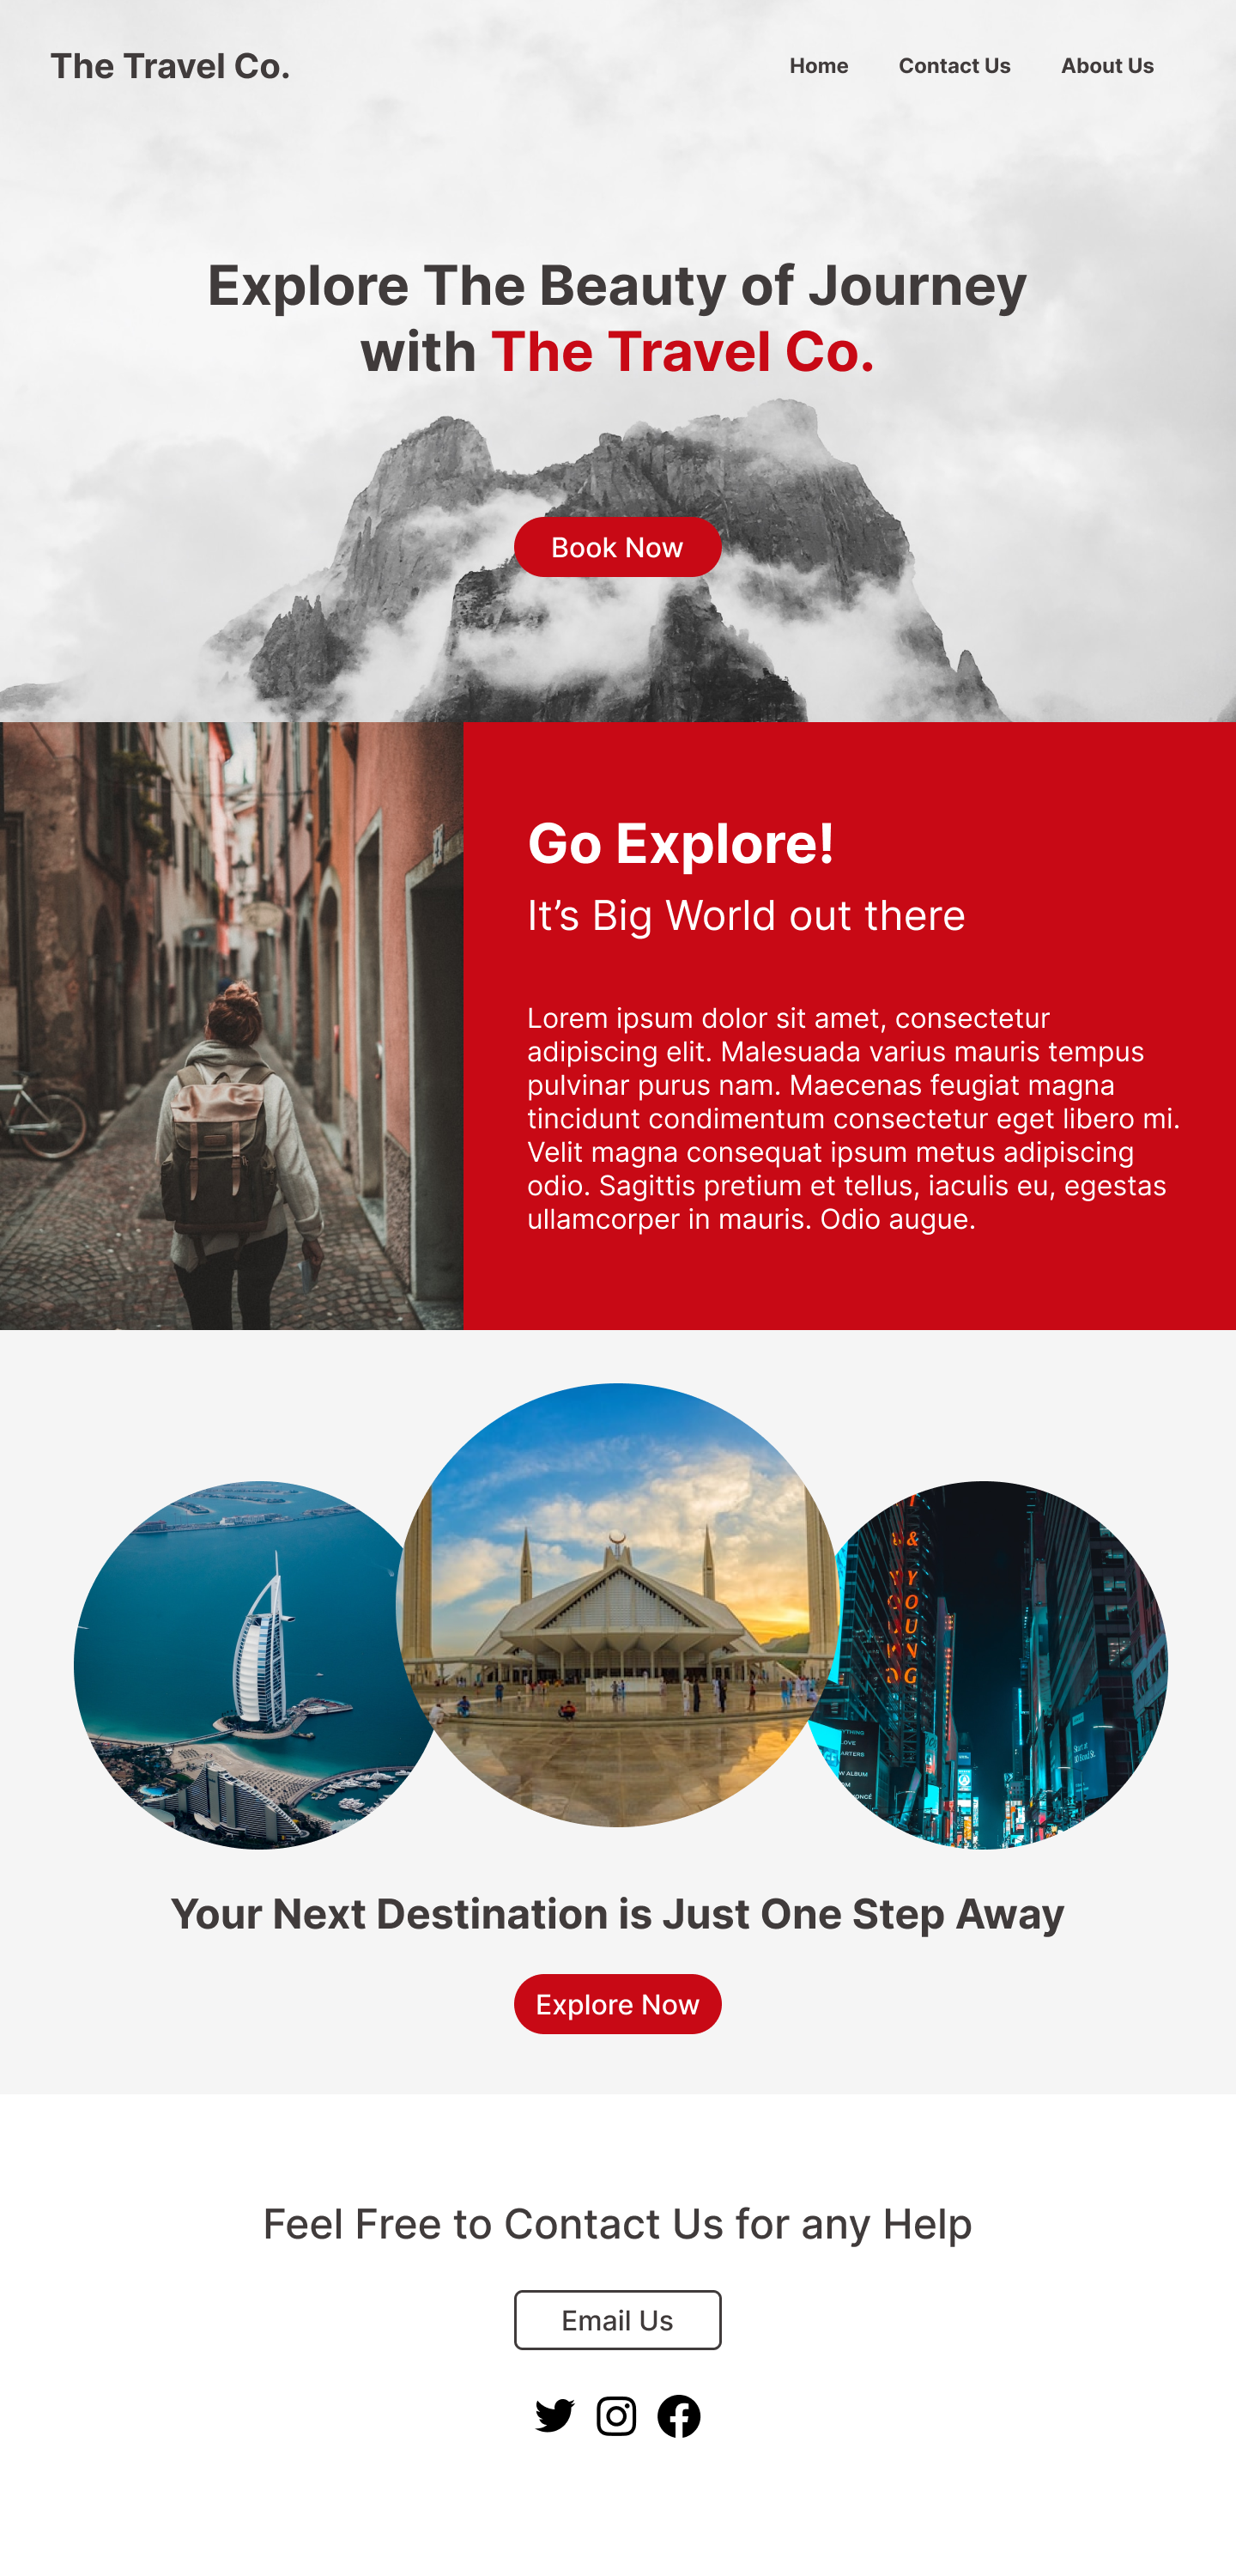 The Travel Co.
Home
Contact Us
About Us
Explore The Beauty of Journey
with The Travel Co.
Book Now
Go Explore!
It’s Big World out there
Lorem ipsum dolor sit amet, consectetur
adipiscing elit. Malesuada varius mauris tempus
pulvinar purus nam. Maecenas feugiat magna
tincidunt condimentum consectetur eget libero mi.
Velit magna consequat ipsum metus adipiscing
odio. Sagittis pretium et tellus, iaculis eu, egestas
ullamcorper in mauris. Odio augue.
& YOUNG
LOVE
ALBUM
Your Next Destination is Just One Step Away
Explore Now
Feel Free to Contact Us for any Help
Email Us